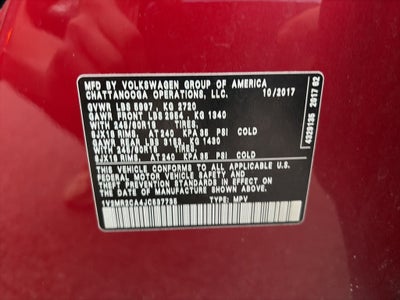 MFD BY VOLKSWAGEN GROUP OF AMERICA
CHATTANOOGA OPERATIONS, LLC. 10/2017
GVWR LBS 5997, KG 2720
GAWR FRONT LBS 2954, KG 1340
WITH 245/60R18 TIRES,
8JX18 RIMS, AT 240 KPA 35 PSI COLD
GAWR REAR LBS 3153, KG 1430
WITH 245/60R18 TIRES,
8JX18 RIMS, AT 240 KPA 35 PSI COLD
THIS VEHICLE CONFORMS TO ALL APPLICABLE U.S.
FEDERAL MOTOR VEHICLE SAFETY STANDARDS IN
EFFECT ON THE DATE OF MANUFACTURE SHOWN ABOVE.
TYPE: MPV
4229135 2017 02